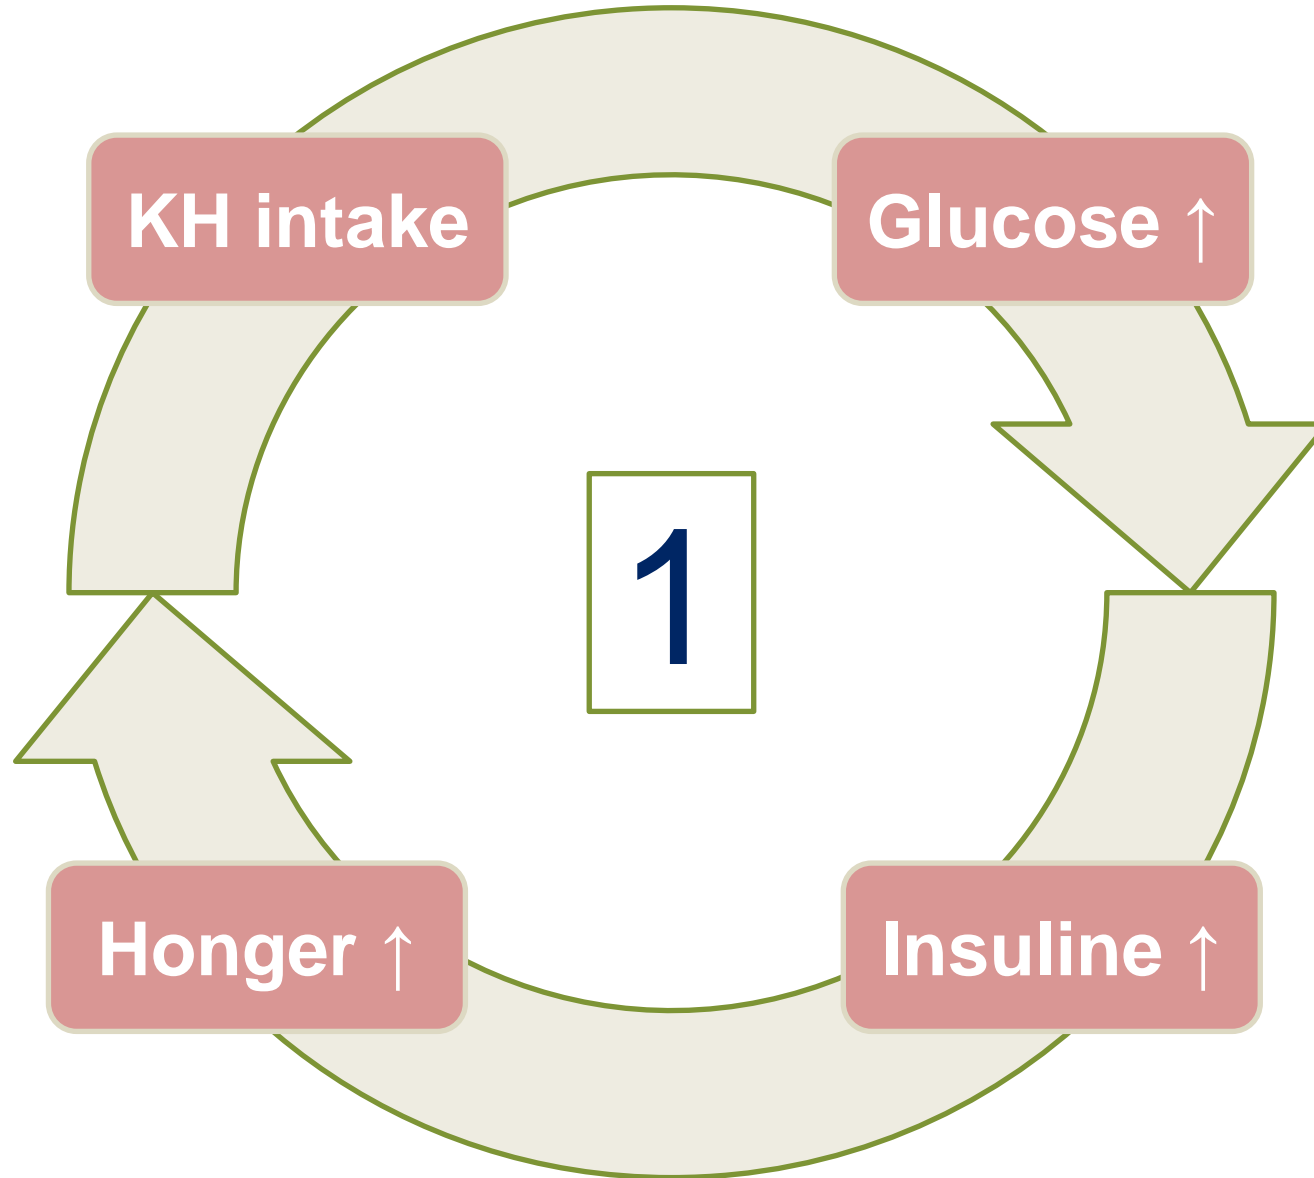 KH intake
Glucose ↑
1
Honger ↑
Insuline ↑